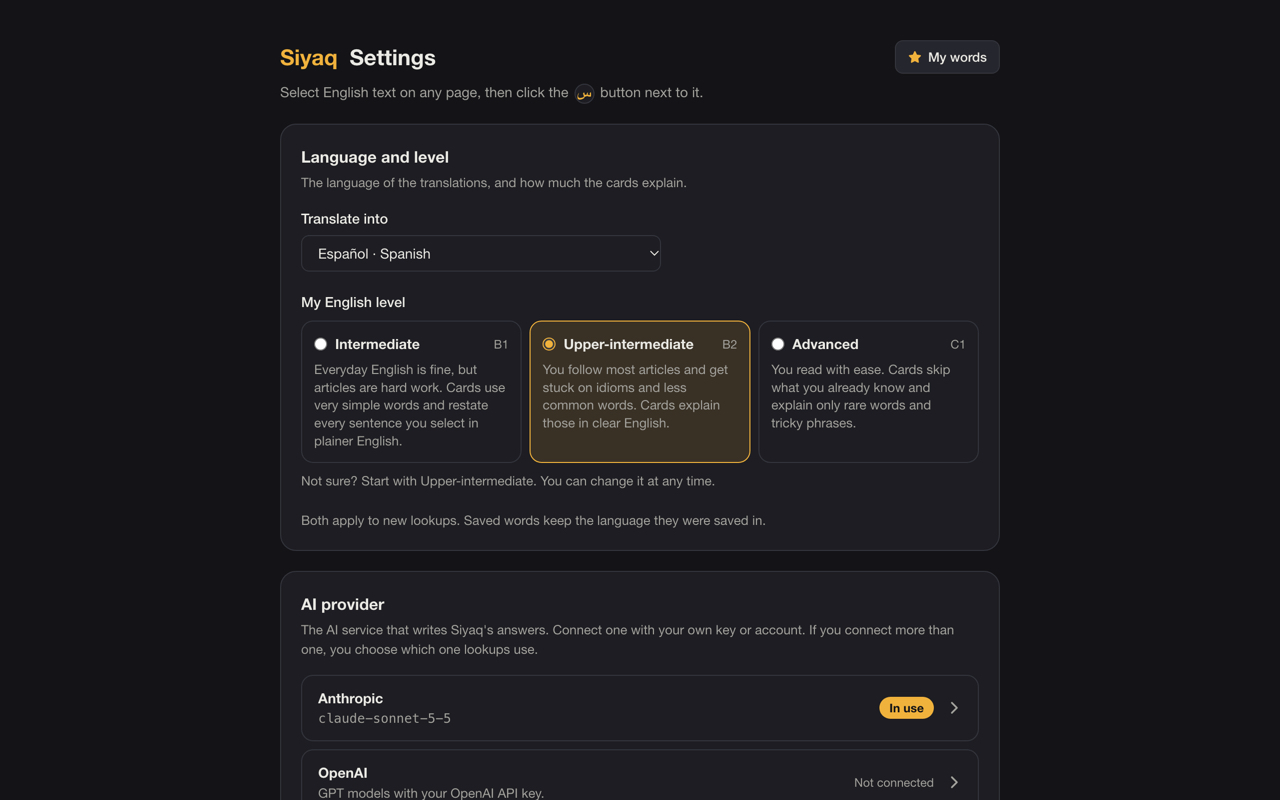 Siyaq Settings
My words
Select English text on any page, then click the س button next to it.
Language and level
The language of the translations, and how much the cards explain.
Translate into
Español · Spanish
My English level
Intermediate B1
Everyday English is fine, but
articles are hard work. Cards use
very simple words and restate
every sentence you select in
plainer English.
Upper-intermediate B2
You follow most articles and get
stuck on idioms and less
common words. Cards explain
those in clear English.
Advanced C1
You read with ease. Cards skip
what you already know and
explain only rare words and
tricky phrases.
Not sure? Start with Upper-intermediate. You can change it at any time.
Both apply to new lookups. Saved words keep the language they were saved in.
AI provider
The AI service that writes Siyaq's answers. Connect one with your own key or account. If you connect more than
one, you choose which one lookups use.
Anthropic
claude-sonnet-5-5
In use
OpenAI
GPT models with your OpenAI API key.
Not connected